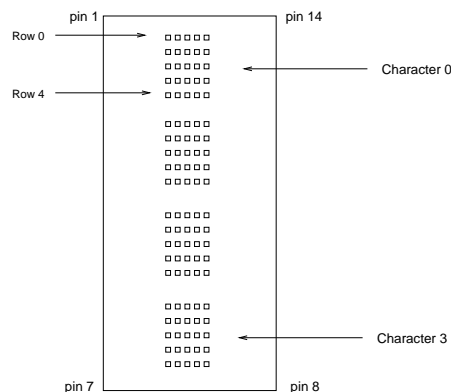 pin 1 pin 14
Row 0
Character 0
Row 4
Character 3
pin 7 pin 8